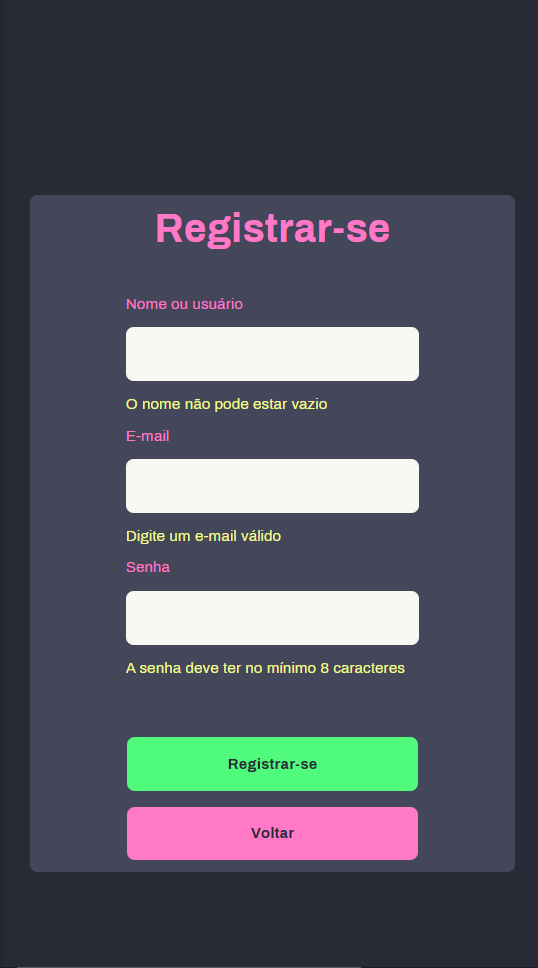 Registrar-se
Nome ou usuário
O nome não pode estar vazio
E-mail
Digite um e-mail válido
Senha
A senha deve ter no mínimo 8 caracteres
Registrar-se
Voltar